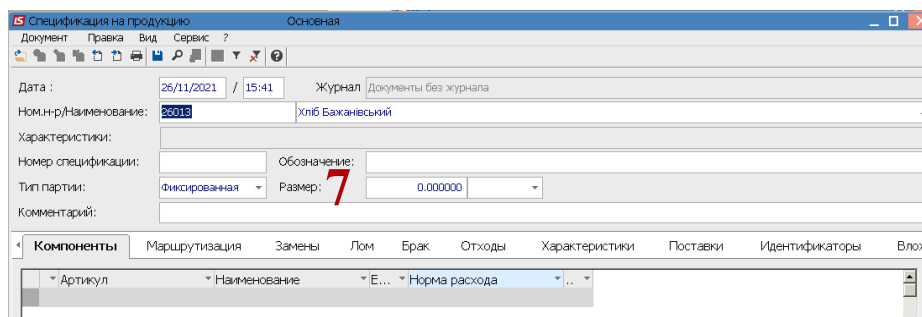 Спецификация на продукцию Основная
Документ Правка Вид Сервис ?
Дата : 26/11/2021 / 15:41 Журнал Документы без журнала
Ном.н-р/Наименование: 26013 Хліб Бажанівський
Характеристики:
Номер спецификации: Обозначение:
Тип партии: Фиксированная Размер: 0.000000
7
Комментарий:
Компоненты Маршрутизация Замены Лом Брак Отходы Характеристики Поставки Идентификаторы Влож
Артикул Наименование Е... Норма расхода ..